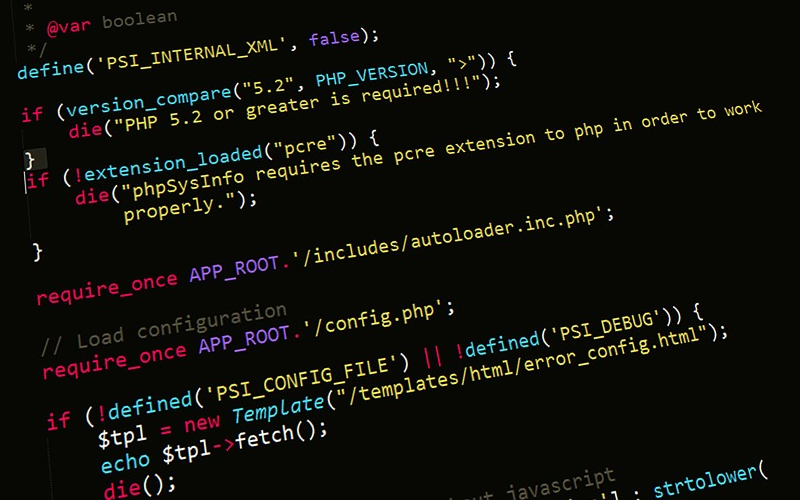 *
* @var boolean
*/
define('PSI_INTERNAL_XML', false);
if (version_compare("5.2", PHP_VERSION, ">")) {
die("PHP 5.2 or greater is required!!!");
}
if (!extension_loaded("pcre")) {
die("phpSysInfo requires the pcre extension to php in order to work
properly.");
}
require_once APP_ROOT.'/includes/autoloader.inc.php';
// Load configuration
require_once APP_ROOT.'/config.php';
if (!defined('PSI_CONFIG_FILE') || !defined('PSI_DEBUG')) {
$tpl = new Template("/templates/html/error_config.html");
echo $tpl->fetch();
die();
javascript
: strtolower(